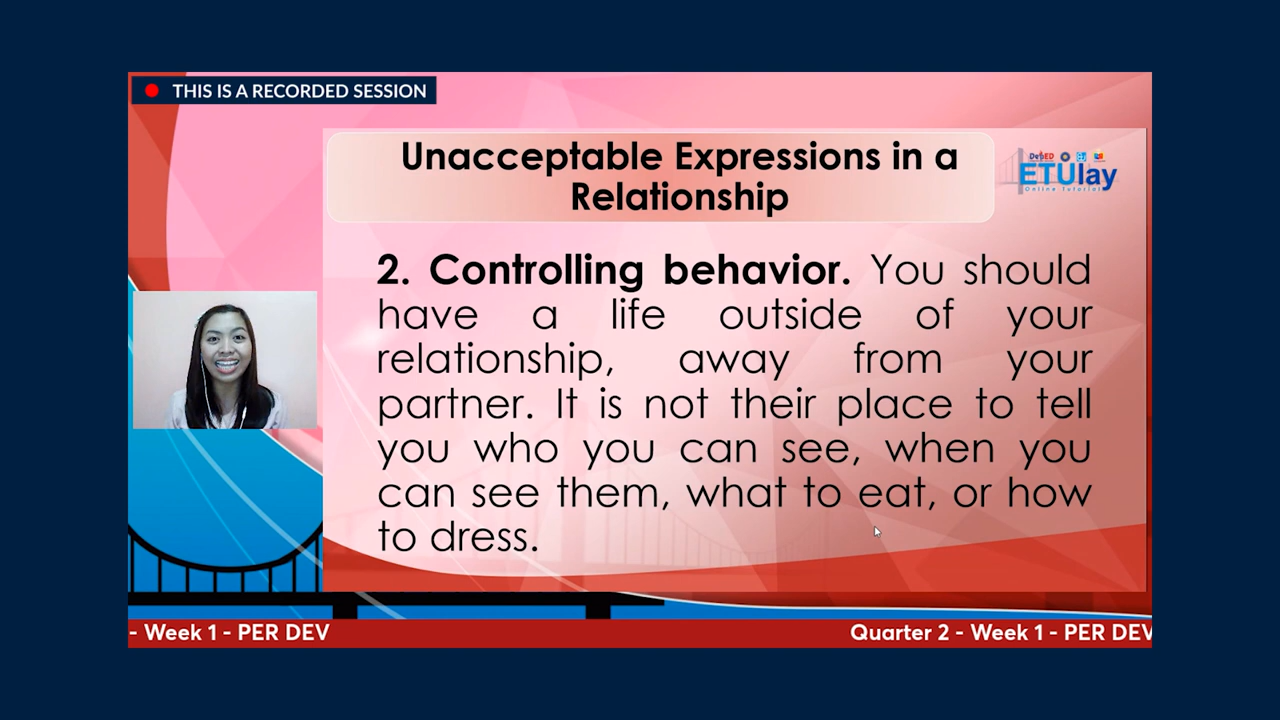 THIS IS A RECORDED SESSION
Unacceptable Expressions in a
Relationship
DepED
ETUlay
Online Tutorial
2. Controlling behavior. You should
have a life outside of your
relationship, away from your
partner. It is not their place to tell
you who you can see, when you
can see them, what to eat, or how
to dress.
- Week 1 - PER DEV
Quarter 2 - Week 1 - PER DEV